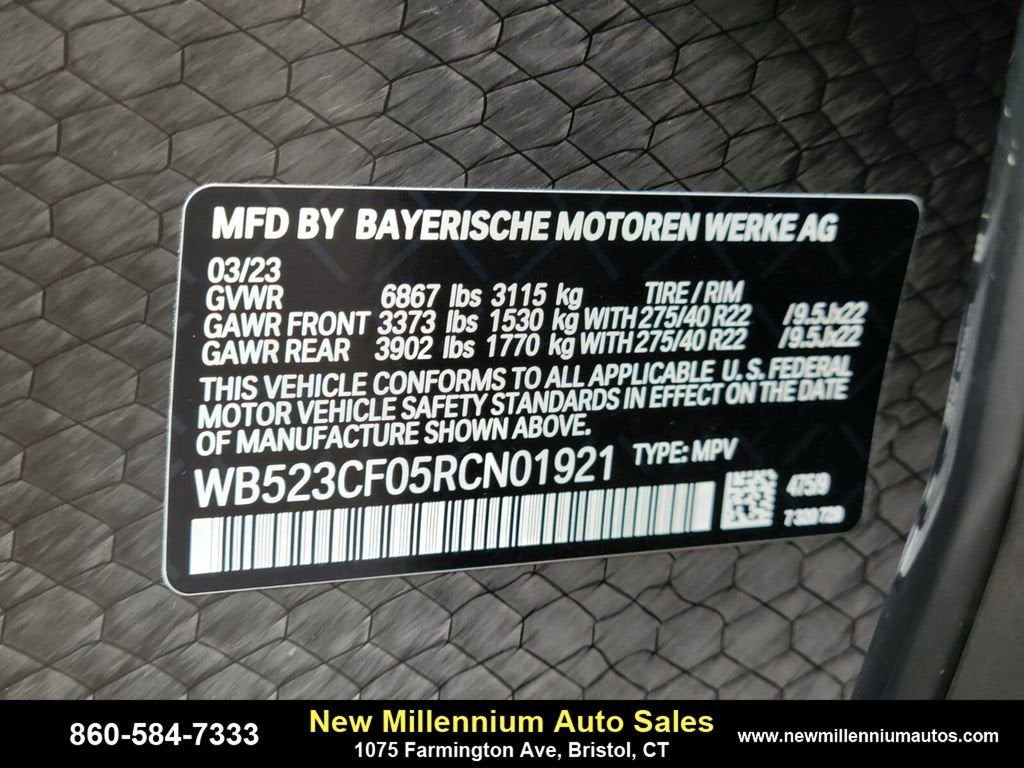 MFD BY BAYERISCHE MOTOREN WERKE AG
03/23
GVWR 6867 lbs 3115 kg TIRE / RIM
GAWR FRONT 3373 lbs 1530 kg WITH 275/40 R22 /9.5Jx22
GAWR REAR 3902 lbs 1770 kg WITH 275/40 R22 /9.5Jx22
THIS VEHICLE CONFORMS TO ALL APPLICABLE U.S. FEDERAL
MOTOR VEHICLE SAFETY STANDARDS IN EFFECT ON THE DATE
OF MANUFACTURE SHOWN ABOVE.
WB523CF05RCN01921 TYPE: MPV
860-584-7333
New Millennium Auto Sales
1075 Farmington Ave, Bristol, CT
www.newmillenniumautos.com